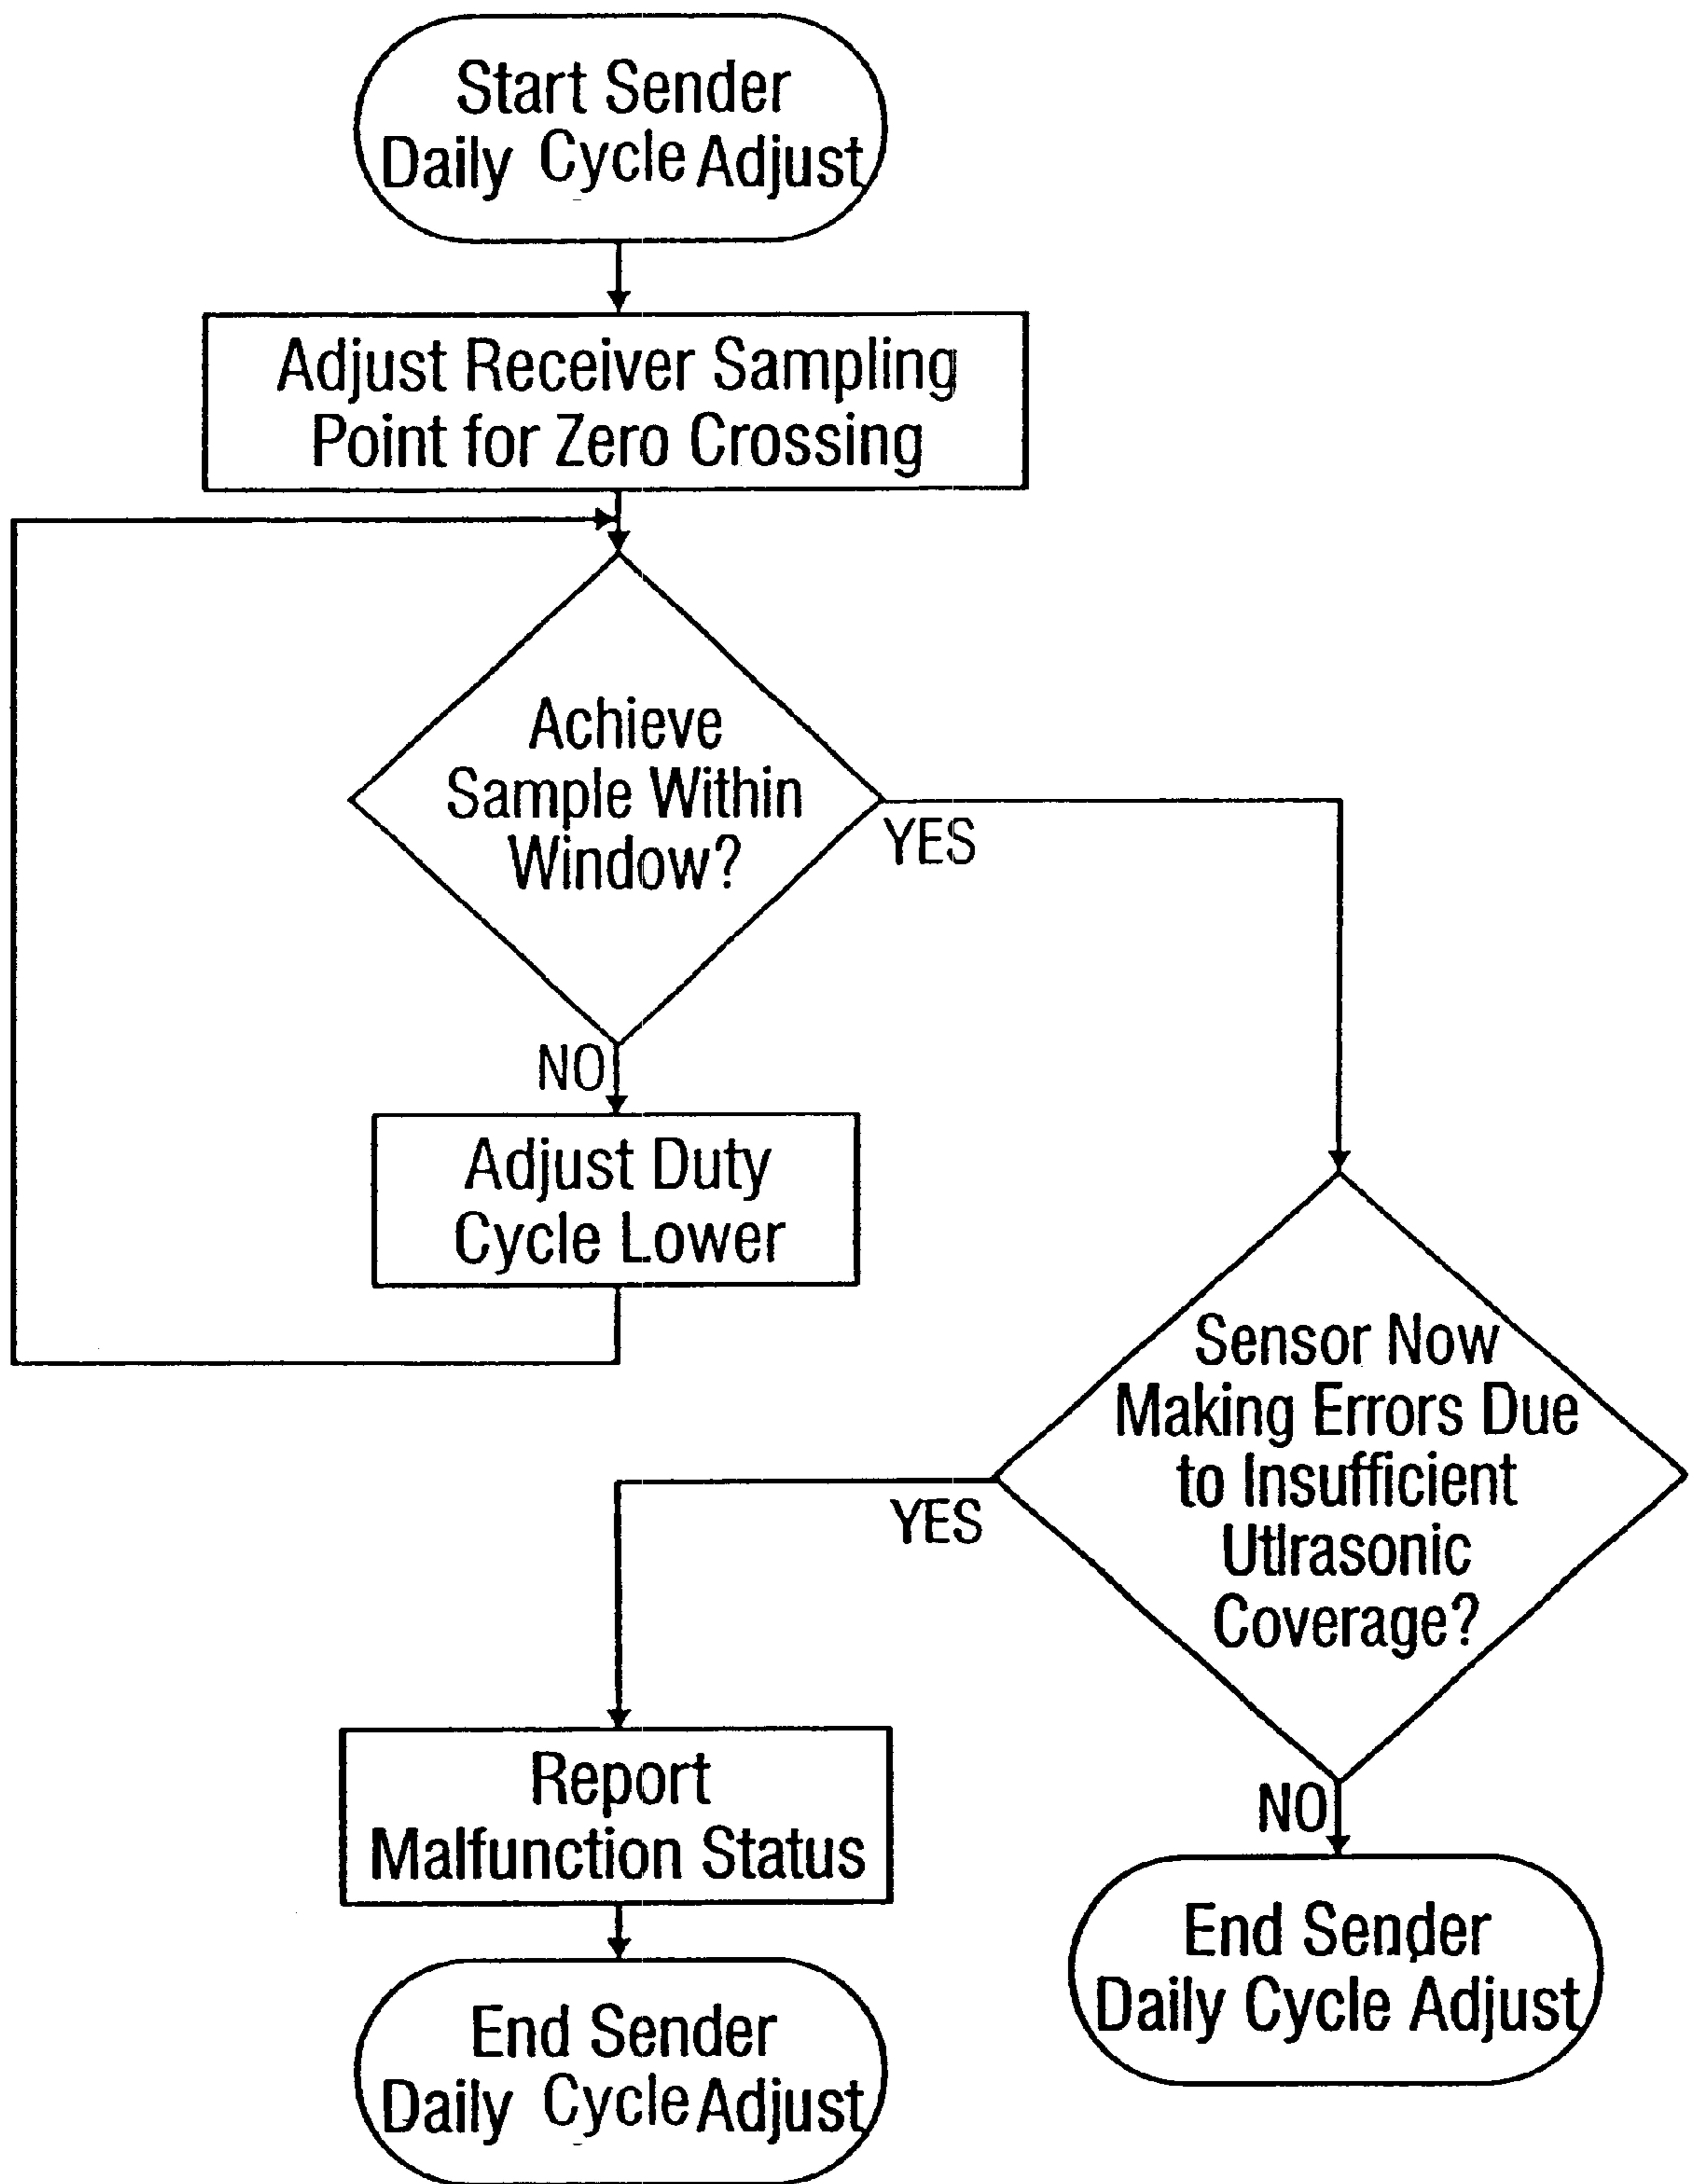 Start Sender
Daily Cycle Adjust
Adjust Receiver Sampling
Point for Zero Crossing
Achieve
Sample Within
Window?
YES
NO
Adjust Duty
Cycle Lower
Sensor Now
Making Errors Due
to Insufficient
Utlrasonic
Coverage?
YES
NO
Report
Malfunction Status
End Sender
Daily Cycle Adjust
End Sender
Daily Cycle Adjust